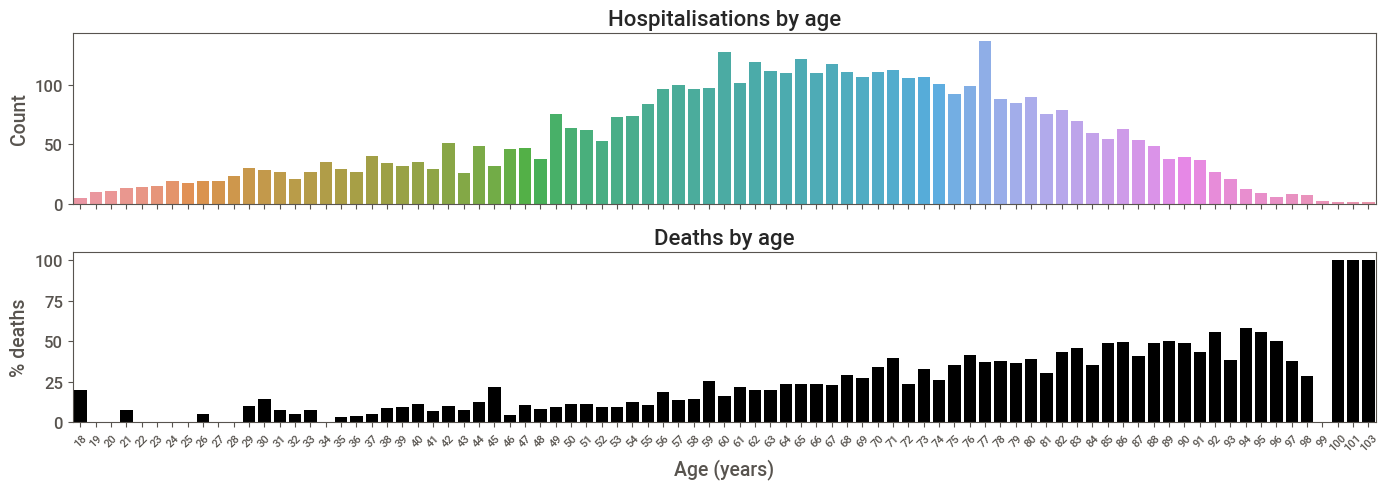 Hospitalisations by age
Count
100
50
0
Deaths by age
% deaths
100
75
50
25
0
18 19 20 21 22 23 24 25 26 27 28 29 30 31 32 33 34 35 36 37 38 39 40 41 42 43 44 45 46 47 48 49 50 51 52 53 54 55 56 57 58 59 60 61 62 63 64 65 66 67 68 69 70 71 72 73 74 75 76 77 78 79 80 81 82 83 84 85 86 87 88 89 90 91 92 93 94 95 96 97 98 99 100 101 103
Age (years)